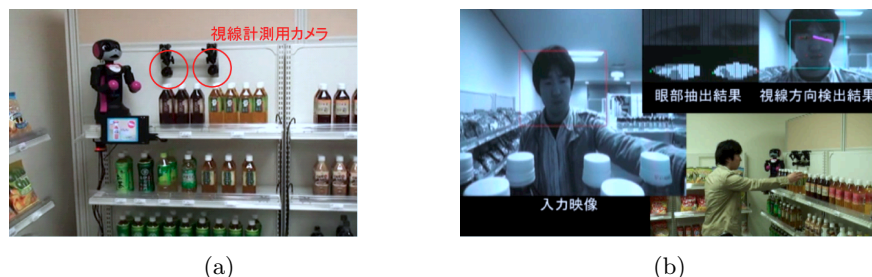 視線計測用カメラ
眼部抽出結果
視線方向検出結果
入力映像
(a)
(b)